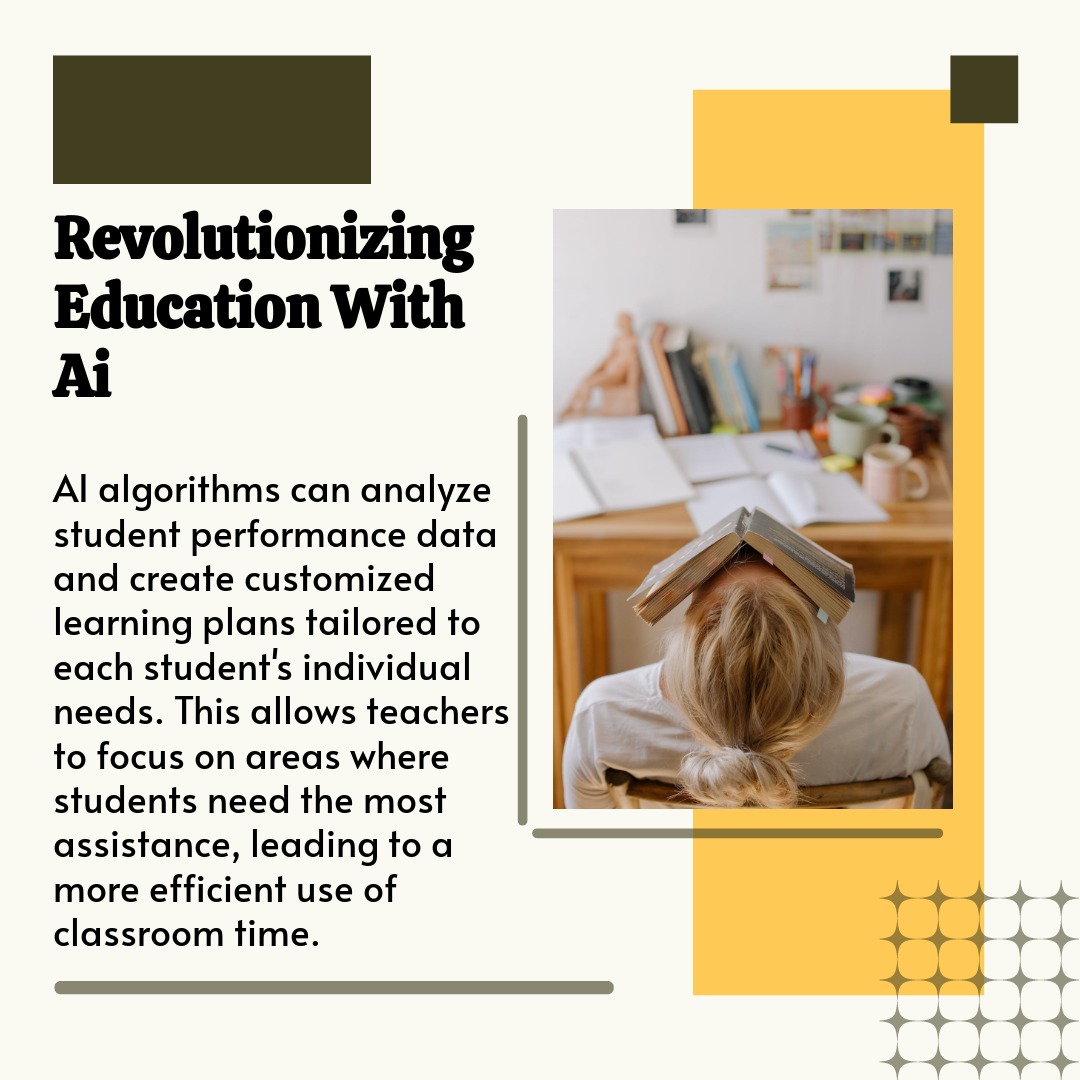 Revolutionizing
Education With
Ai
AI algorithms can analyze
student performance data
and create customized
learning plans tailored to
each student's individual
needs. This allows teachers
to focus on areas where
students need the most
assistance, leading to a
more efficient use of
classroom time.